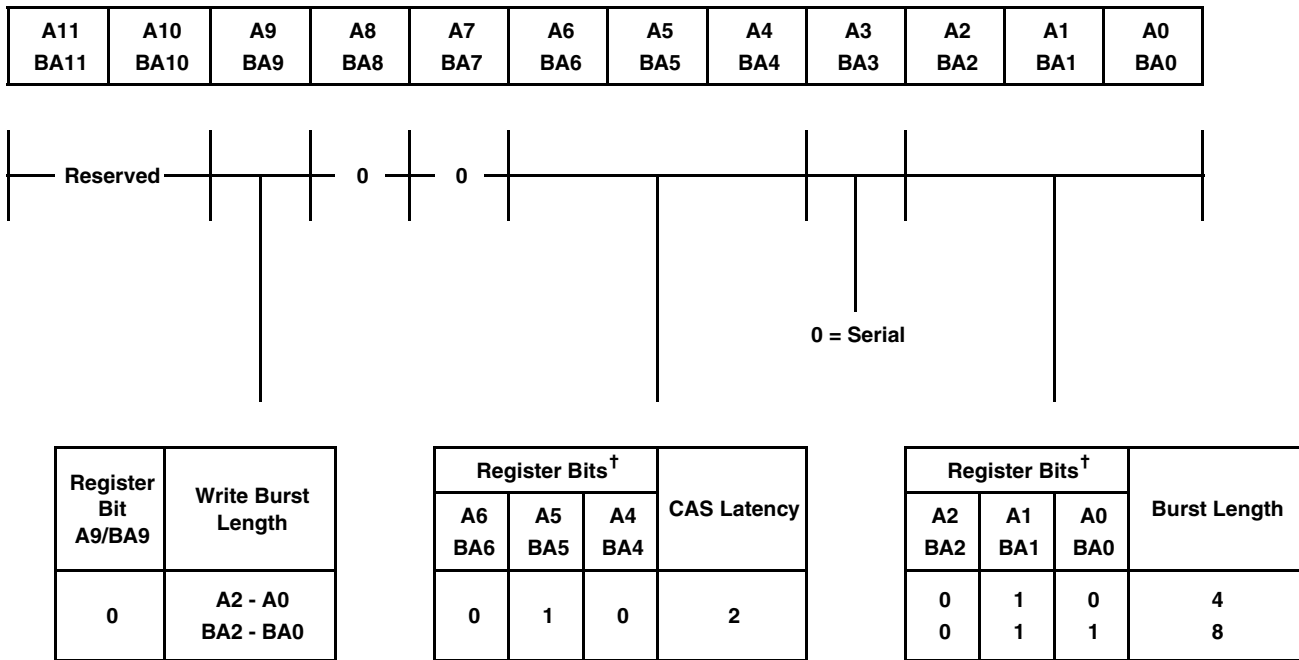 A11 A10 A9 A8 A7 A6 A5 A4 A3 A2 A1 A0
BA11 BA10 BA9 BA8 BA7 BA6 BA5 BA4 BA3 BA2 BA1 BA0
Reserved 0 0
0 = Serial
Register
Bit
A9/BA9
Write Burst
Length
0
A2 - A0
BA2 - BA0
Register Bits†
CAS Latency
A6 A5 A4
BA6 BA5 BA4
0 1 0 2
Register Bits†
Burst Length
A2 A1 A0
BA2 BA1 BA0
0 1 0 4
0 1 1 8